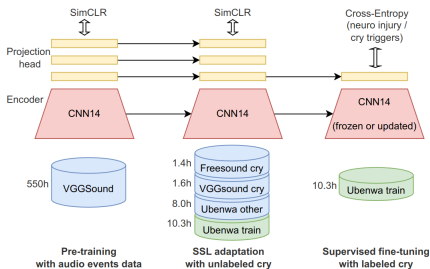 SimCLR
SimCLR
Cross-Entropy
(neuro injury /
cry triggers)
Projection
head
Encoder
CNN14
CNN14
CNN14
(frozen or updated)
550h
VGGSound
1.4h
Freesound cry
1.6h
VGGsound cry
8.0h
Ubenwa other
10.3h
Ubenwa train
10.3h
Ubenwa train
Pre-training
with audio events data
SSL adaptation
with unlabeled cry
Supervised fine-tuning
with labeled cry